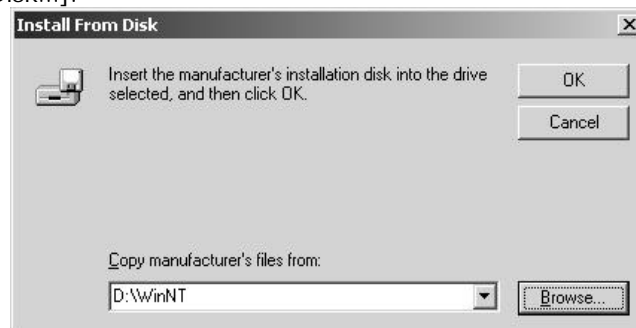 Install From Disk
Insert the manufacturer's installation disk into the drive
selected, and then click OK.
OK
Cancel
Copy manufacturer's files from:
D:\WinNT
Browse...